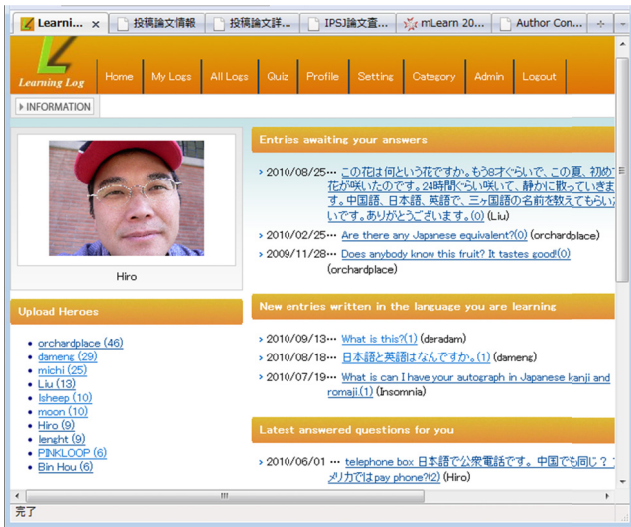 Learni... x 投稿論文情報 投稿論文詳... IPSJ論文査... mLearn 20... Author Con...
Learning Log Home My Logs All Logs Quiz Profile Setting Category Admin Logout
INFORMATION
Hiro
Upload Heroes
orchardplace (46)
dameng (29)
michi (25)
Liu (13)
lsheep (10)
moon (10)
Hiro (9)
lenght (9)
PINKLOOP (6)
Bin Hou (6)
Entries awaiting your answers
2010/08/25… この花は何という花ですか。もう8才ぐらいで、この夏、初め
花が咲いたのです。24時間ぐらい咲いて、静かに散っていきま
す。中国語、日本語、英語で、三ヶ国語の名前を教えてもらい
いです。ありがとうございます。(0) (Liu)
2010/02/25… Are there any Japanese equivalent?(0) (orchardplace)
2009/11/28… Does anybody know this fruit? It tastes good!(0)
(orchardplace)
New entries written in the language you are learning
2010/09/13… What is this?(1) (deradam)
2010/08/18… 日本語と英語はなんですか。(1) (dameng)
2010/07/19… What is can I have your autograph in Japanese kanji and
romaji.(1) (Insomnia)
Latest answered questions for you
2010/06/01 … telephone box 日本語で公衆電話です。中国でも同じ？
メリカではpay phone?(2) (Hiro)
完了